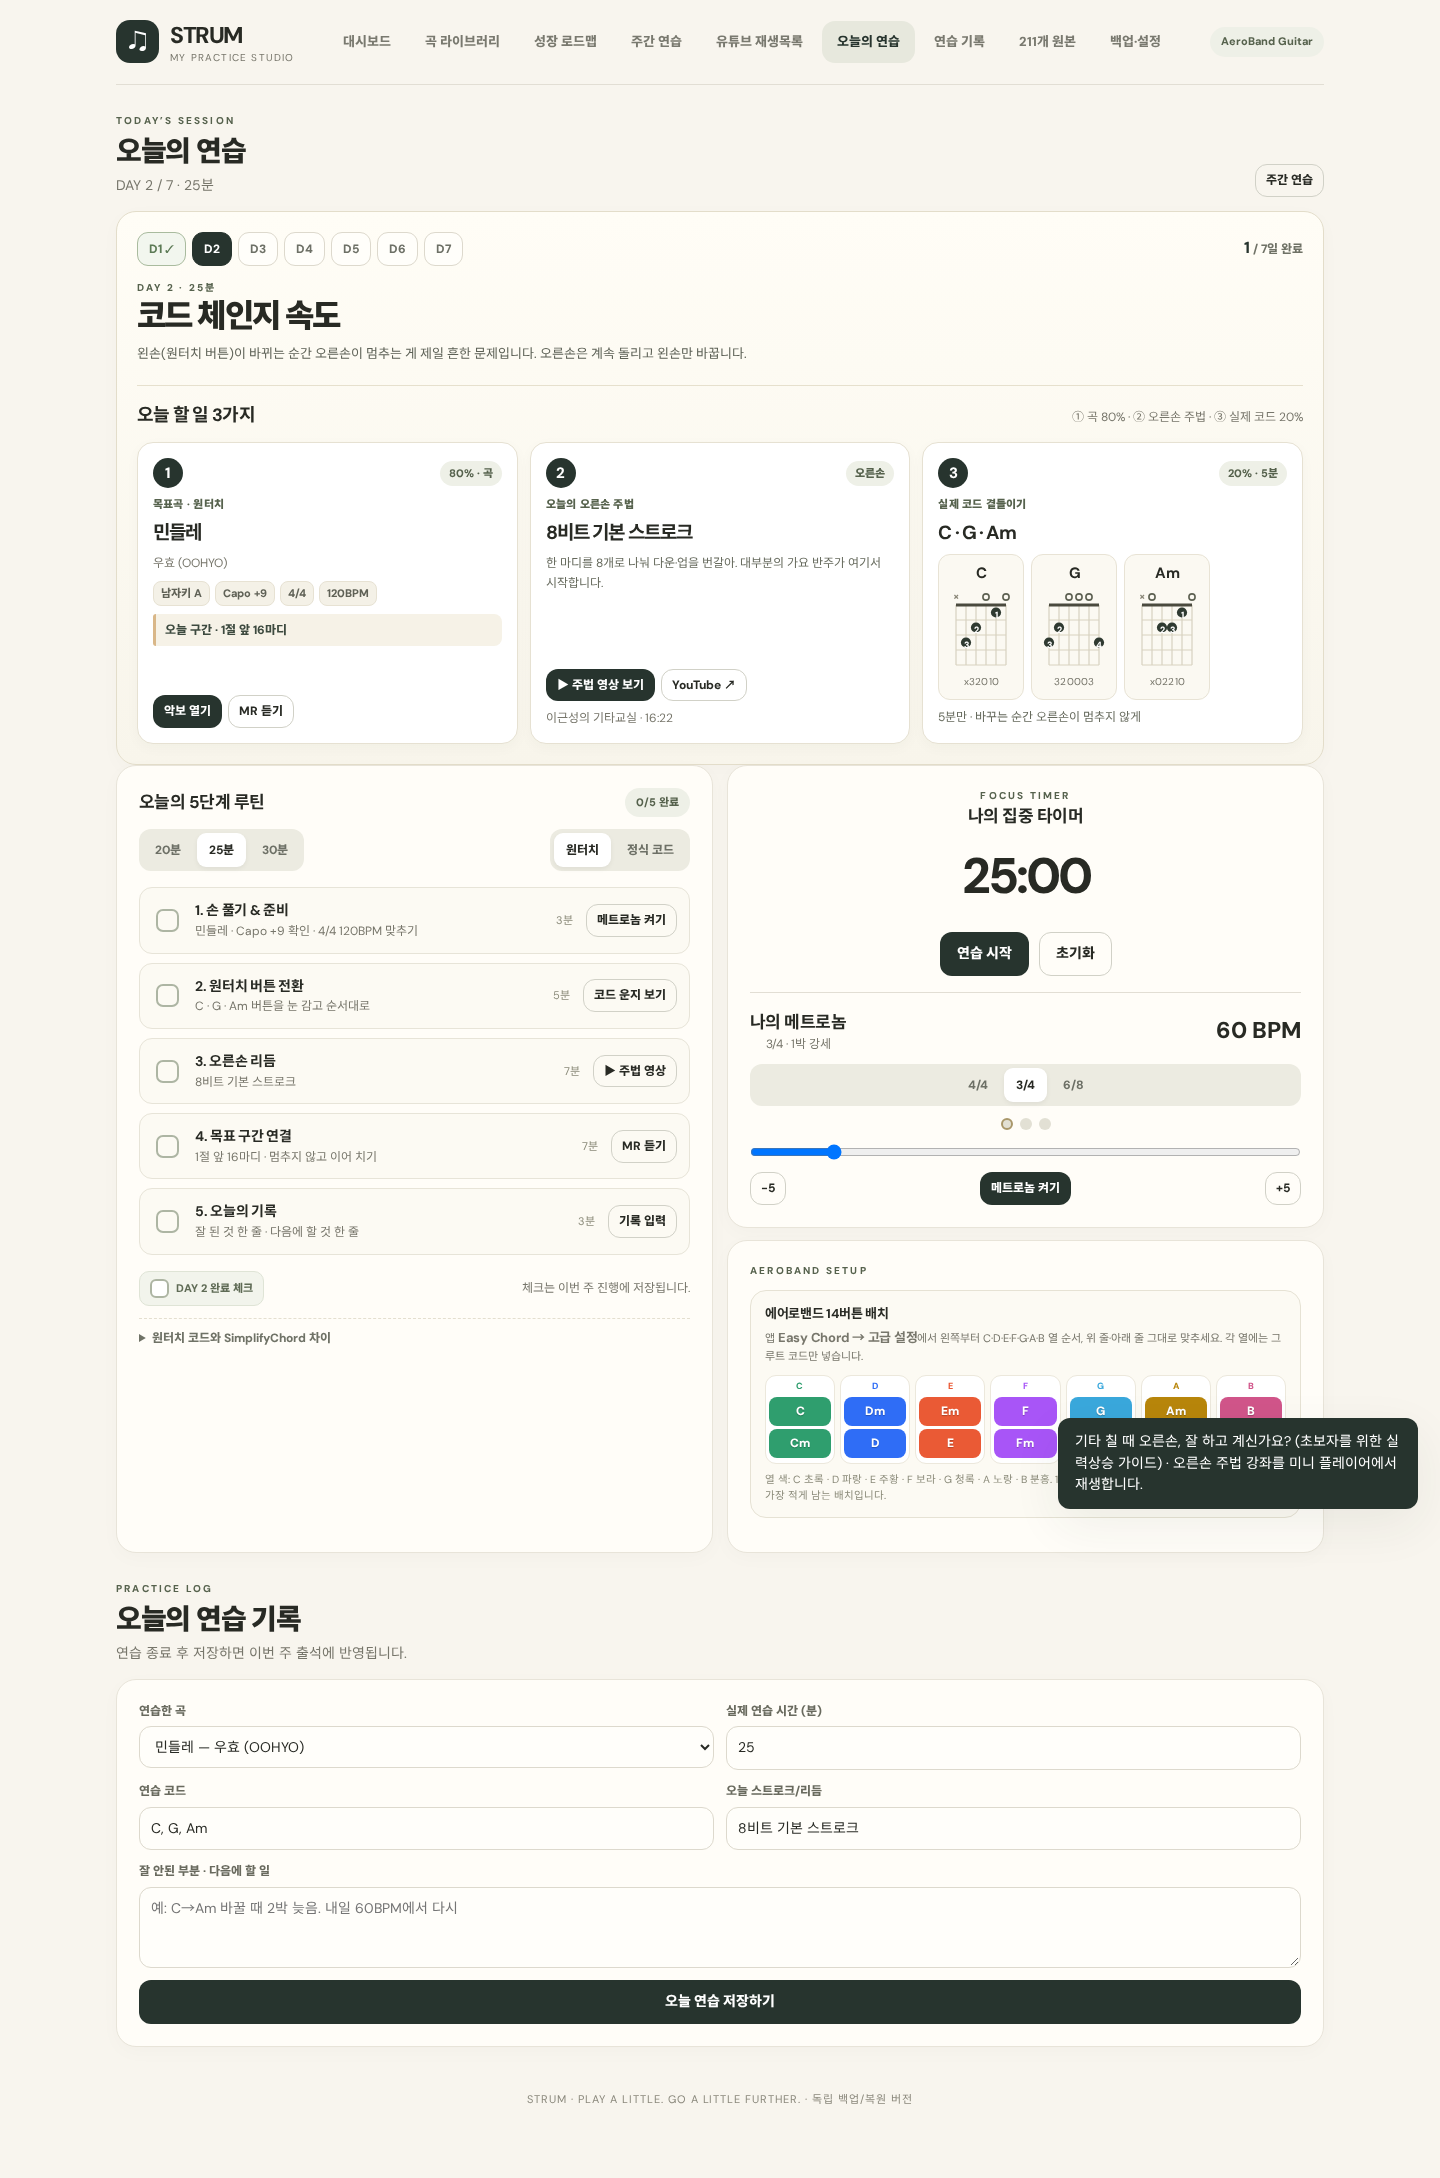 STRUM
MY PRACTICE STUDIO
대시보드
곡 라이브러리
성장 로드맵
주간 연습
유튜브 재생목록
오늘의 연습
연습 기록
211개 원본
백업·설정
AeroBand Guitar
TODAY'S SESSION
오늘의 연습
DAY 2 / 7 · 25분
주간 연습
D1✓
D2
D3
D4
D5
D6
D7
1 / 7일 완료
DAY 2 · 25분
코드 체인지 속도
왼손(원터치 버튼)이 바뀌는 순간 오른손이 멈추는 게 제일 흔한 문제입니다. 오른손은 계속 돌리고 왼손만 바꿉니다.
오늘 할 일 3가지
① 곡 80% · ② 오른손 주법 · ③ 실제 코드 20%
1
80% · 곡
목표곡 · 원터치
민들레
우효 (OOHYO)
남자키 A
Capo +9
4/4
120BPM
오늘 구간 · 1절 앞 16마디
악보 열기
MR 듣기
2
오른손
오늘의 오른손 주법
8비트 기본 스트로크
한 마디를 8개로 나눠 다운·업을 번갈아. 대부분의 가요 반주가 여기서
시작합니다.
▶ 주법 영상 보기
YouTube ↗
이근성의 기타교실 · 16:22
3
20% · 5분
실제 코드 곁들이기
C · G · Am
C
x32010
G
320003
Am
x02210
5분만 · 바꾸는 순간 오른손이 멈추지 않게
오늘의 5단계 루틴
0/5 완료
20분
25분
30분
원터치
정식 코드
1. 손 풀기 & 준비
민들레 · Capo +9 확인 · 4/4 120BPM 맞추기
3분
메트로놈 켜기
2. 원터치 버튼 전환
C · G · Am 버튼을 눈 감고 순서대로
5분
코드 운지 보기
3. 오른손 리듬
8비트 기본 스트로크
7분
▶ 주법 영상
4. 목표 구간 연결
1절 앞 16마디 · 멈추지 않고 이어 치기
7분
MR 듣기
5. 오늘의 기록
잘 된 것 한 줄 · 다음에 할 것 한 줄
3분
기록 입력
DAY 2 완료 체크
체크는 이번 주 진행에 저장됩니다.
▶ 원터치 코드와 SimplifyChord 차이
FOCUS TIMER
나의 집중 타이머
25:00
연습 시작
초기화
나의 메트로놈
3/4 · 1박 강세
60 BPM
4/4
3/4
6/8
-5
메트로놈 켜기
+5
AEROBAND SETUP
에어로밴드 14버튼 배치
앱 Easy Chord → 고급 설정에서 왼쪽부터 C·D·E·F·G·A·B 열 순서, 위 줄·아래 줄 그대로 맞추세요. 각 열에는 그
루트 코드만 넣습니다.
C
D
E
F
G
A
B
C
Dm
Em
F
G
Am
B
Cm
D
E
Fm
열 색: C 초록 · D 파랑 · E 주황 · F 보라 · G 청록 · A 노랑 · B 분홍.
가장 적게 남는 배치입니다.
기타 칠 때 오른손, 잘 하고 계신가요? (초보자를 위한 실
력상승 가이드) · 오른손 주법 강좌를 미니 플레이어에서
재생합니다.
PRACTICE LOG
오늘의 연습 기록
연습 종료 후 저장하면 이번 주 출석에 반영됩니다.
연습한 곡
민들레 — 우효 (OOHYO)
실제 연습 시간 (분)
25
연습 코드
C, G, Am
오늘 스트로크/리듬
8비트 기본 스트로크
잘 안된 부분 · 다음에 할 일
예: C→Am 바꿀 때 2박 늦음. 내일 60BPM에서 다시
오늘 연습 저장하기
STRUM · PLAY A LITTLE. GO A LITTLE FURTHER. · 독립 백업/복원 버전